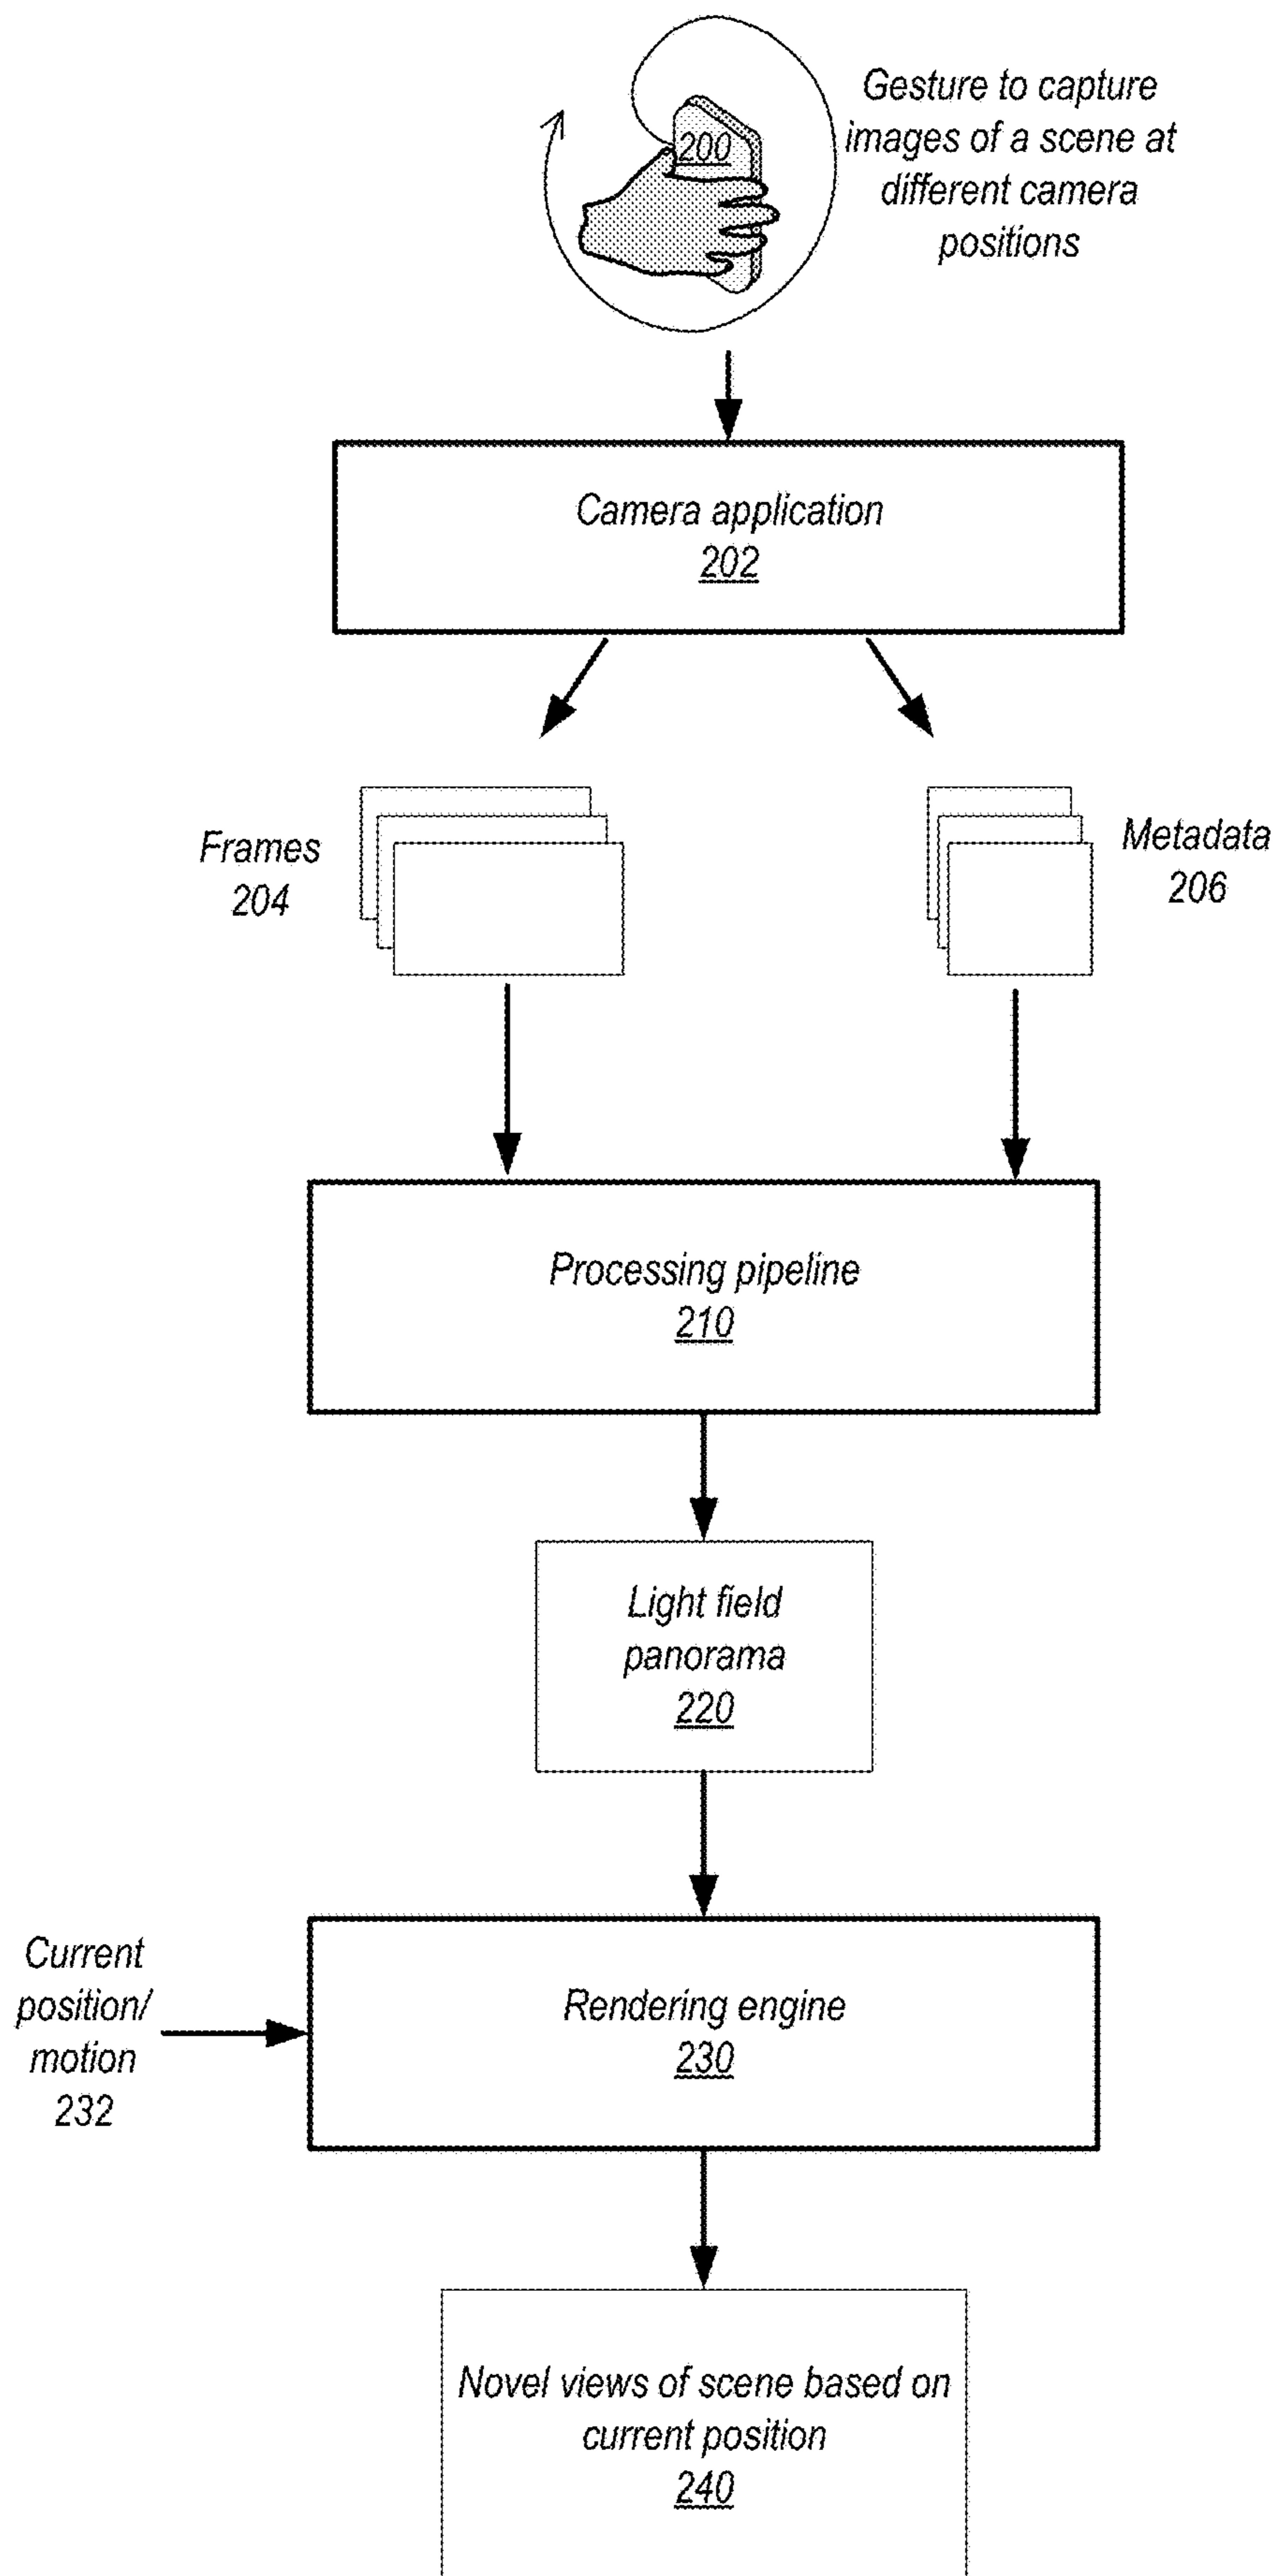 200
Gesture to capture
images of a scene at
different camera
positions
Camera application
202
Frames
204
Metadata
206
Processing pipeline
210
Light field
panorama
220
Current
position/
motion
232
Rendering engine
230
Novel views of scene based on
current position
240